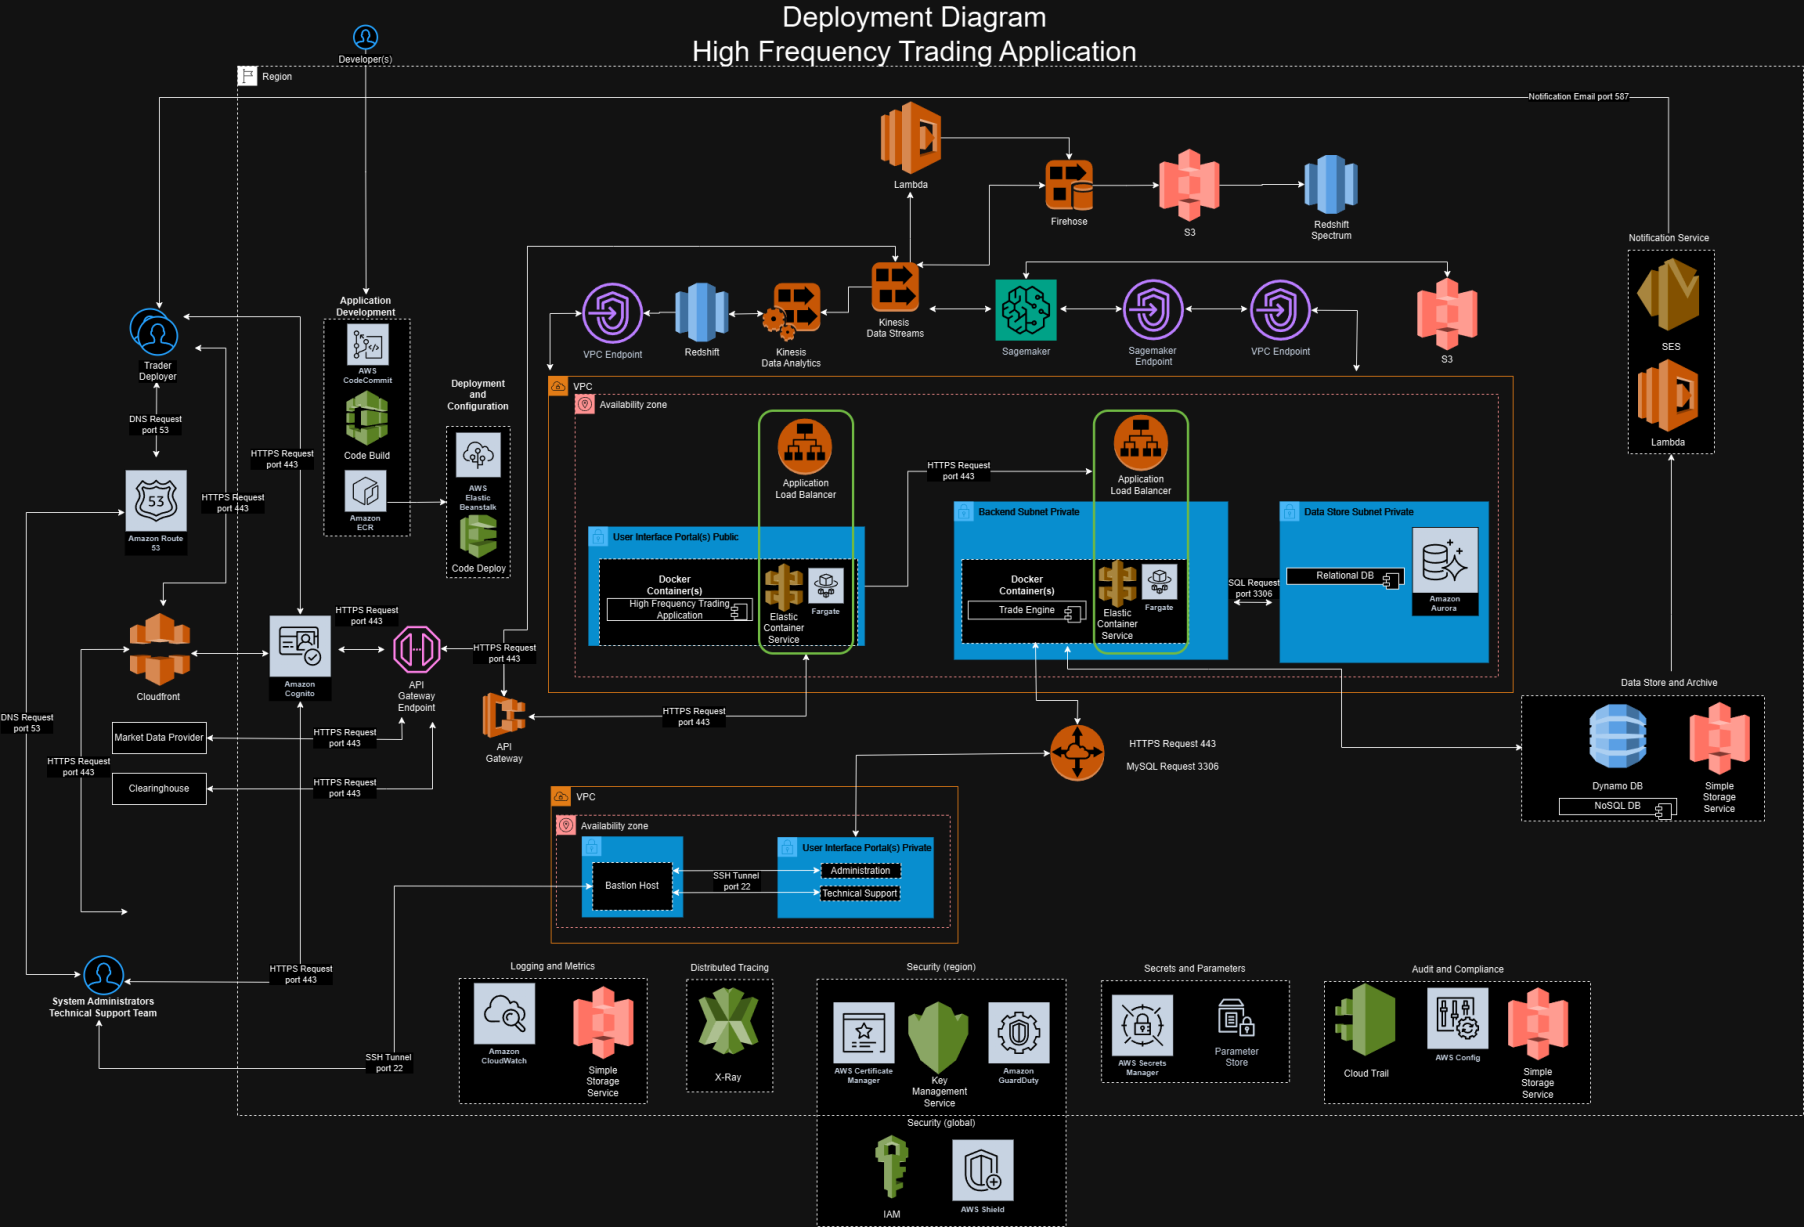 Deployment Diagram
High Frequency Trading Application
Developer(s)
Region
Notification Email port 587
Lambda
Firehose
S3
Redshift
Spectrum
Notification Service
SES
Lambda
Application
Development
AWS
CodeCommit
Code Build
Amazon
ECR
Deployment
and
Configuration
AWS
Elastic
Beanstalk
Code Deploy
VPC Endpoint
Redshift
Kinesis
Data Analytics
Kinesis
Data Streams
Sagemaker
Sagemaker
Endpoint
VPC Endpoint
S3
Trader
Deployer
DNS Request
port 53
HTTPS Request
port 443
HTTPS Request
port 443
Amazon Route
53
VPC
Availability zone
Application
Load Balancer
HTTPS Request
port 443
Application
Load Balancer
User Interface Portal(s) Public
Docker
Container(s)
High Frequency Trading
Application
Elastic
Container
Service
Fargate
Backend Subnet Private
Docker
Container(s)
Trade Engine
Elastic
Container
Service
Fargate
SQL Request
port 3306
Data Store Subnet Private
Relational DB
Amazon
Aurora
Cloudfront
Amazon
Cognito
HTTPS Request
port 443
API
Gateway
Endpoint
HTTPS Request
port 443
API
Gateway
HTTPS Request
port 443
DNS Request
port 53
Market Data Provider
HTTPS Request
port 443
HTTPS Request
port 443
Clearinghouse
HTTPS Request
port 443
HTTPS Request 443
MySQL Request 3306
Data Store and Archive
Dynamo DB
NoSQL DB
Simple
Storage
Service
VPC
Availability zone
Bastion Host
SSH Tunnel
port 22
User Interface Portal(s) Private
Administration
Technical Support
HTTPS Request
port 443
System Administrators
Technical Support Team
SSH Tunnel
port 22
Logging and Metrics
Amazon
CloudWatch
Simple
Storage
Service
Distributed Tracing
X-Ray
Security (region)
AWS Certificate
Manager
Key
Management
Service
Amazon
GuardDuty
Security (global)
IAM
AWS Shield
Secrets and Parameters
AWS Secrets
Manager
Parameter
Store
Audit and Compliance
Cloud Trail
AWS Config
Simple
Storage
Service
53